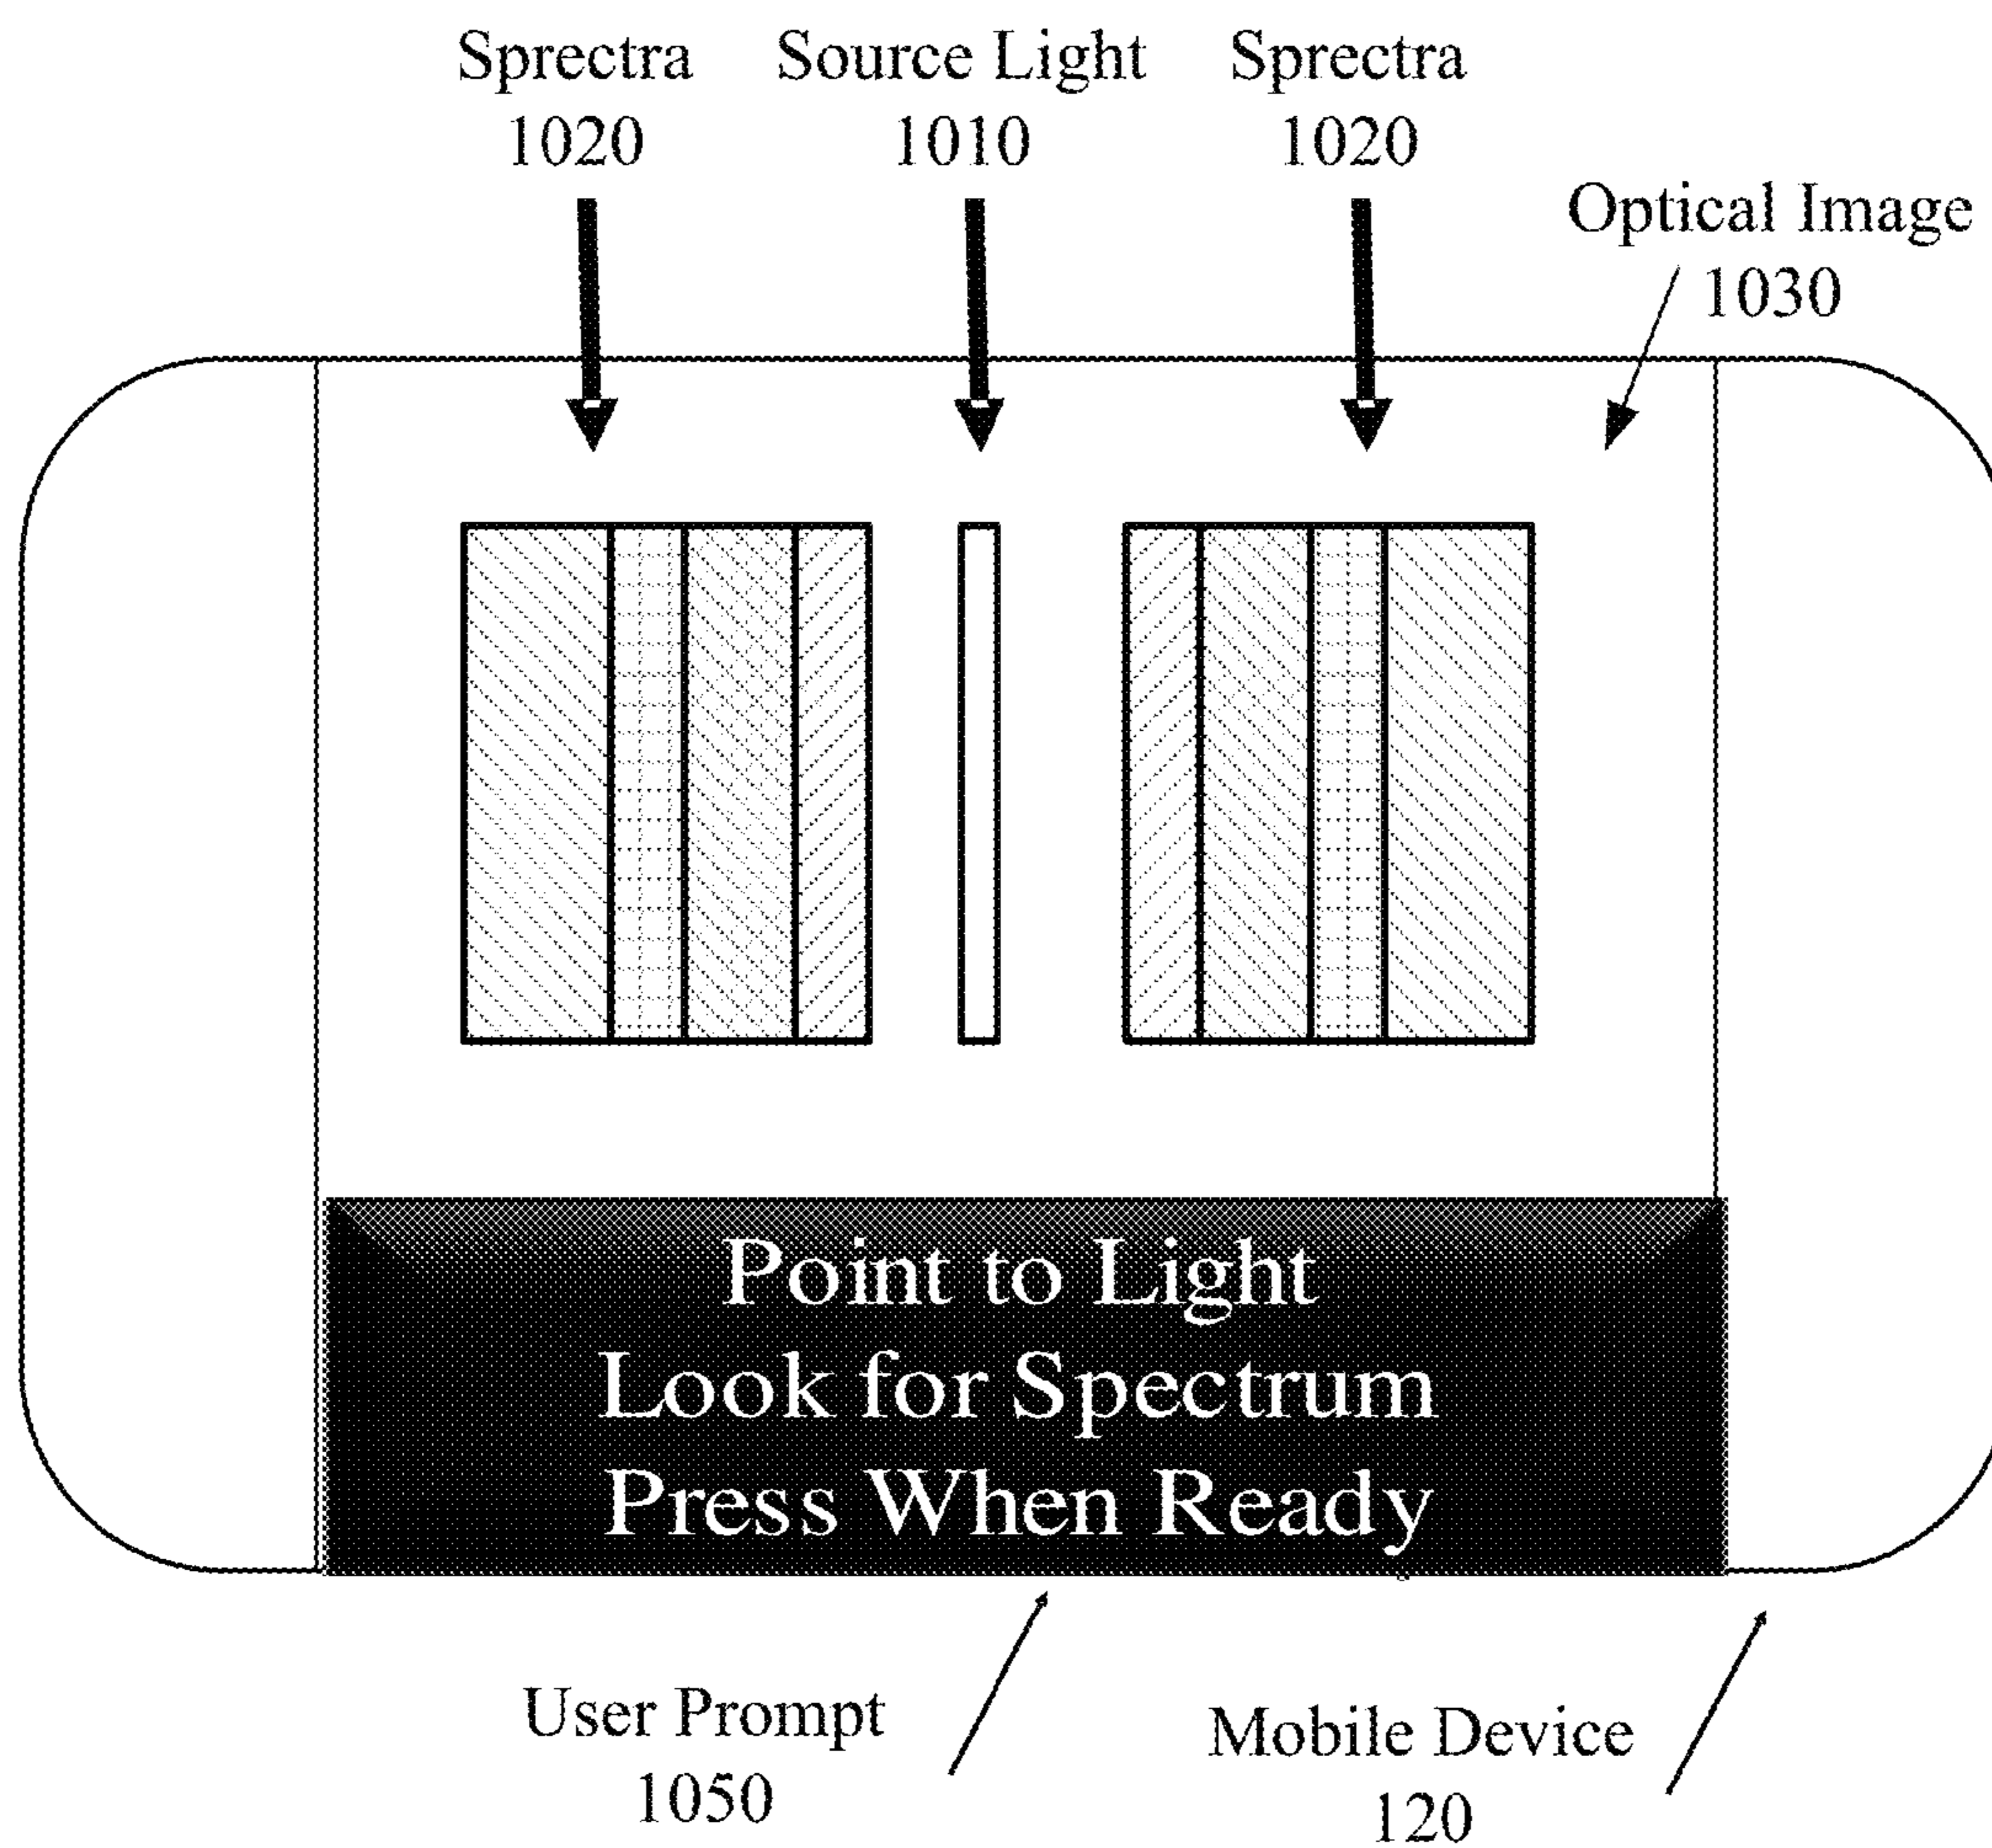 Sprectra
1020
Source Light
1010
Sprectra
1020
Optical Image
1030
Point to Light
Look for Spectrum
Press When Ready
User Prompt
1050
Mobile Device
120